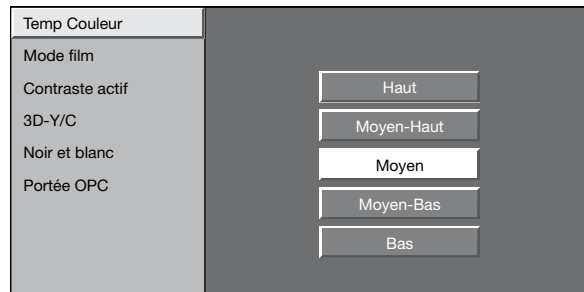 Temp Couleur
Mode film
Contraste actif
3D-Y/C
Noir et blanc
Portée OPC
Haut
Moyen-Haut
Moyen
Moyen-Bas
Bas